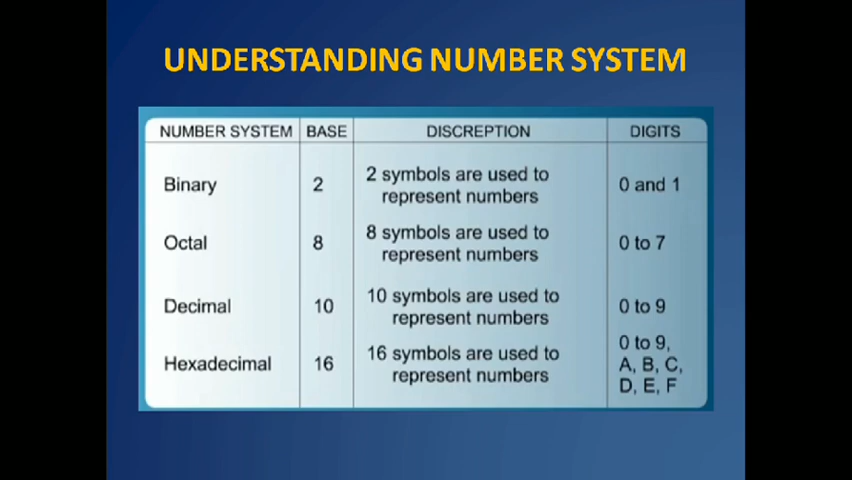 UNDERSTANDING NUMBER SYSTEM
NUMBER SYSTEM BASE DISCREPTION DIGITS
Binary 2 2 symbols are used to represent numbers 0 and 1
Octal 8 8 symbols are used to represent numbers 0 to 7
Decimal 10 10 symbols are used to represent numbers 0 to 9
Hexadecimal 16 16 symbols are used to represent numbers 0 to 9, A, B, C, D, E, F